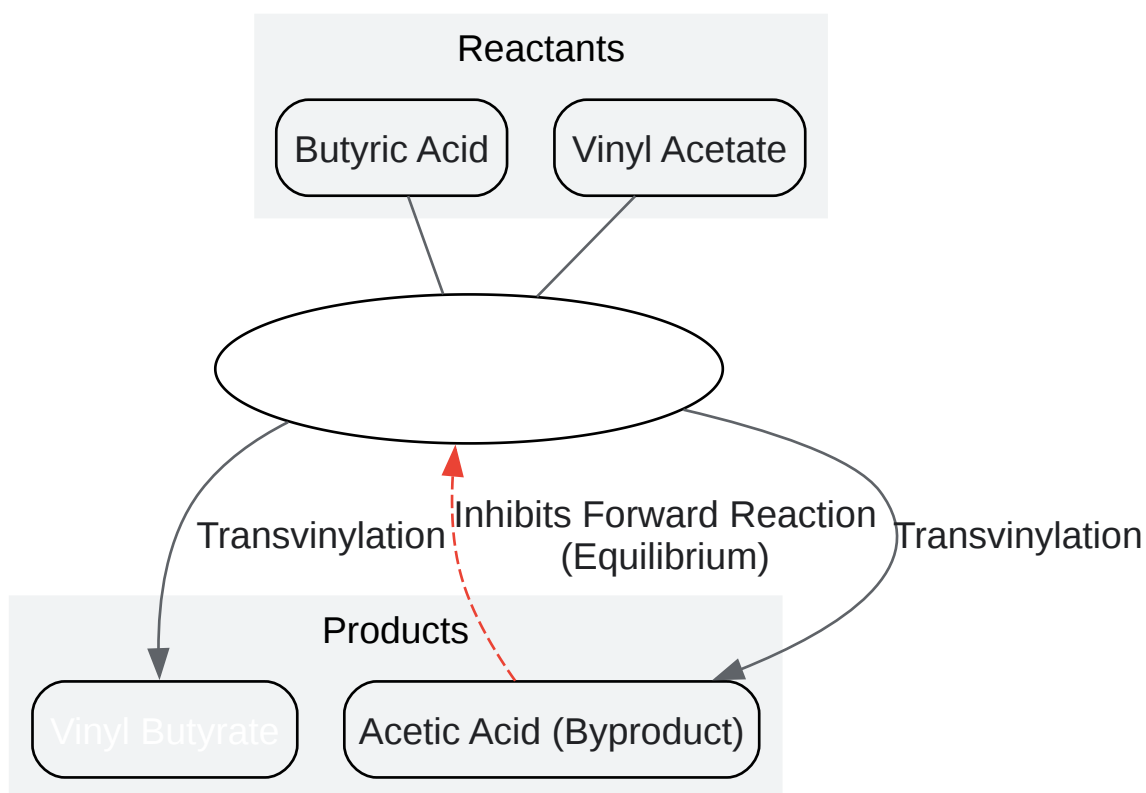 Reactants
Butyric Acid
Vinyl Acetate
Transvinylation
Inhibits Forward Reaction
(Equilibrium)
Transvinylation
Products
Vinyl Butyrate
Acetic Acid (Byproduct)